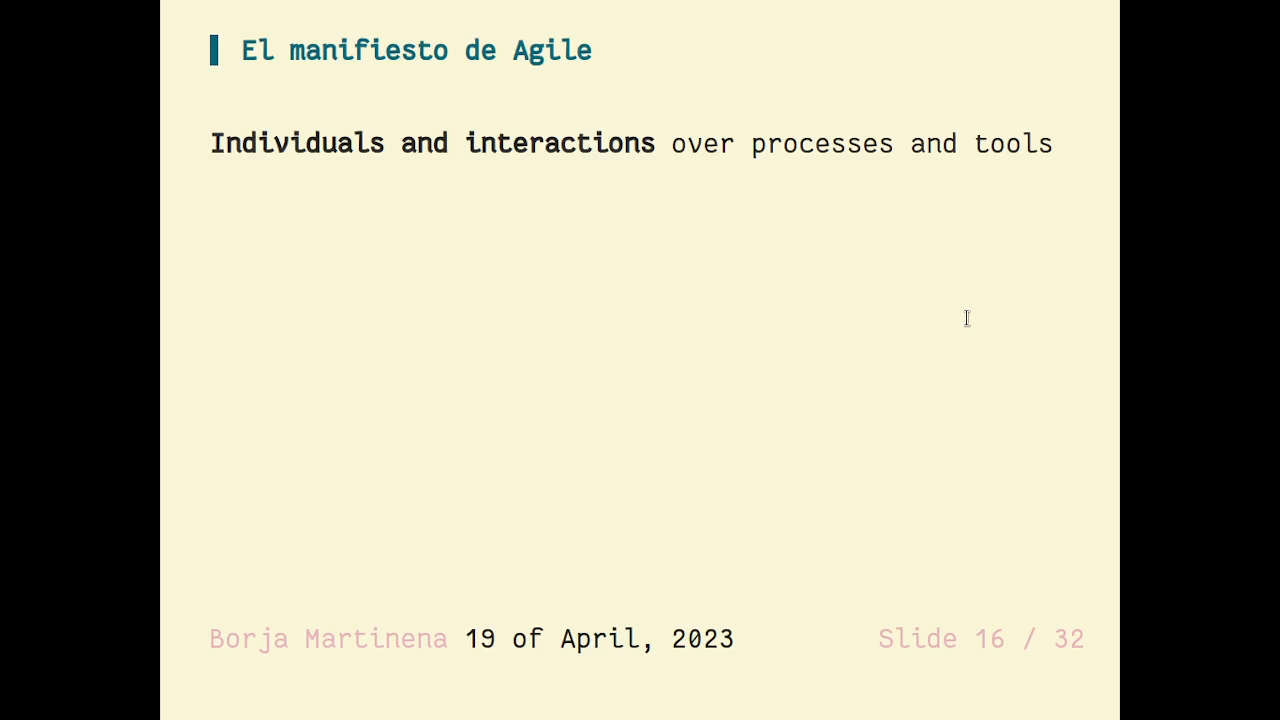 El manifiesto de Agile
Individuals and interactions over processes and tools
Borja Martinena 19 of April, 2023 Slide 16 / 32